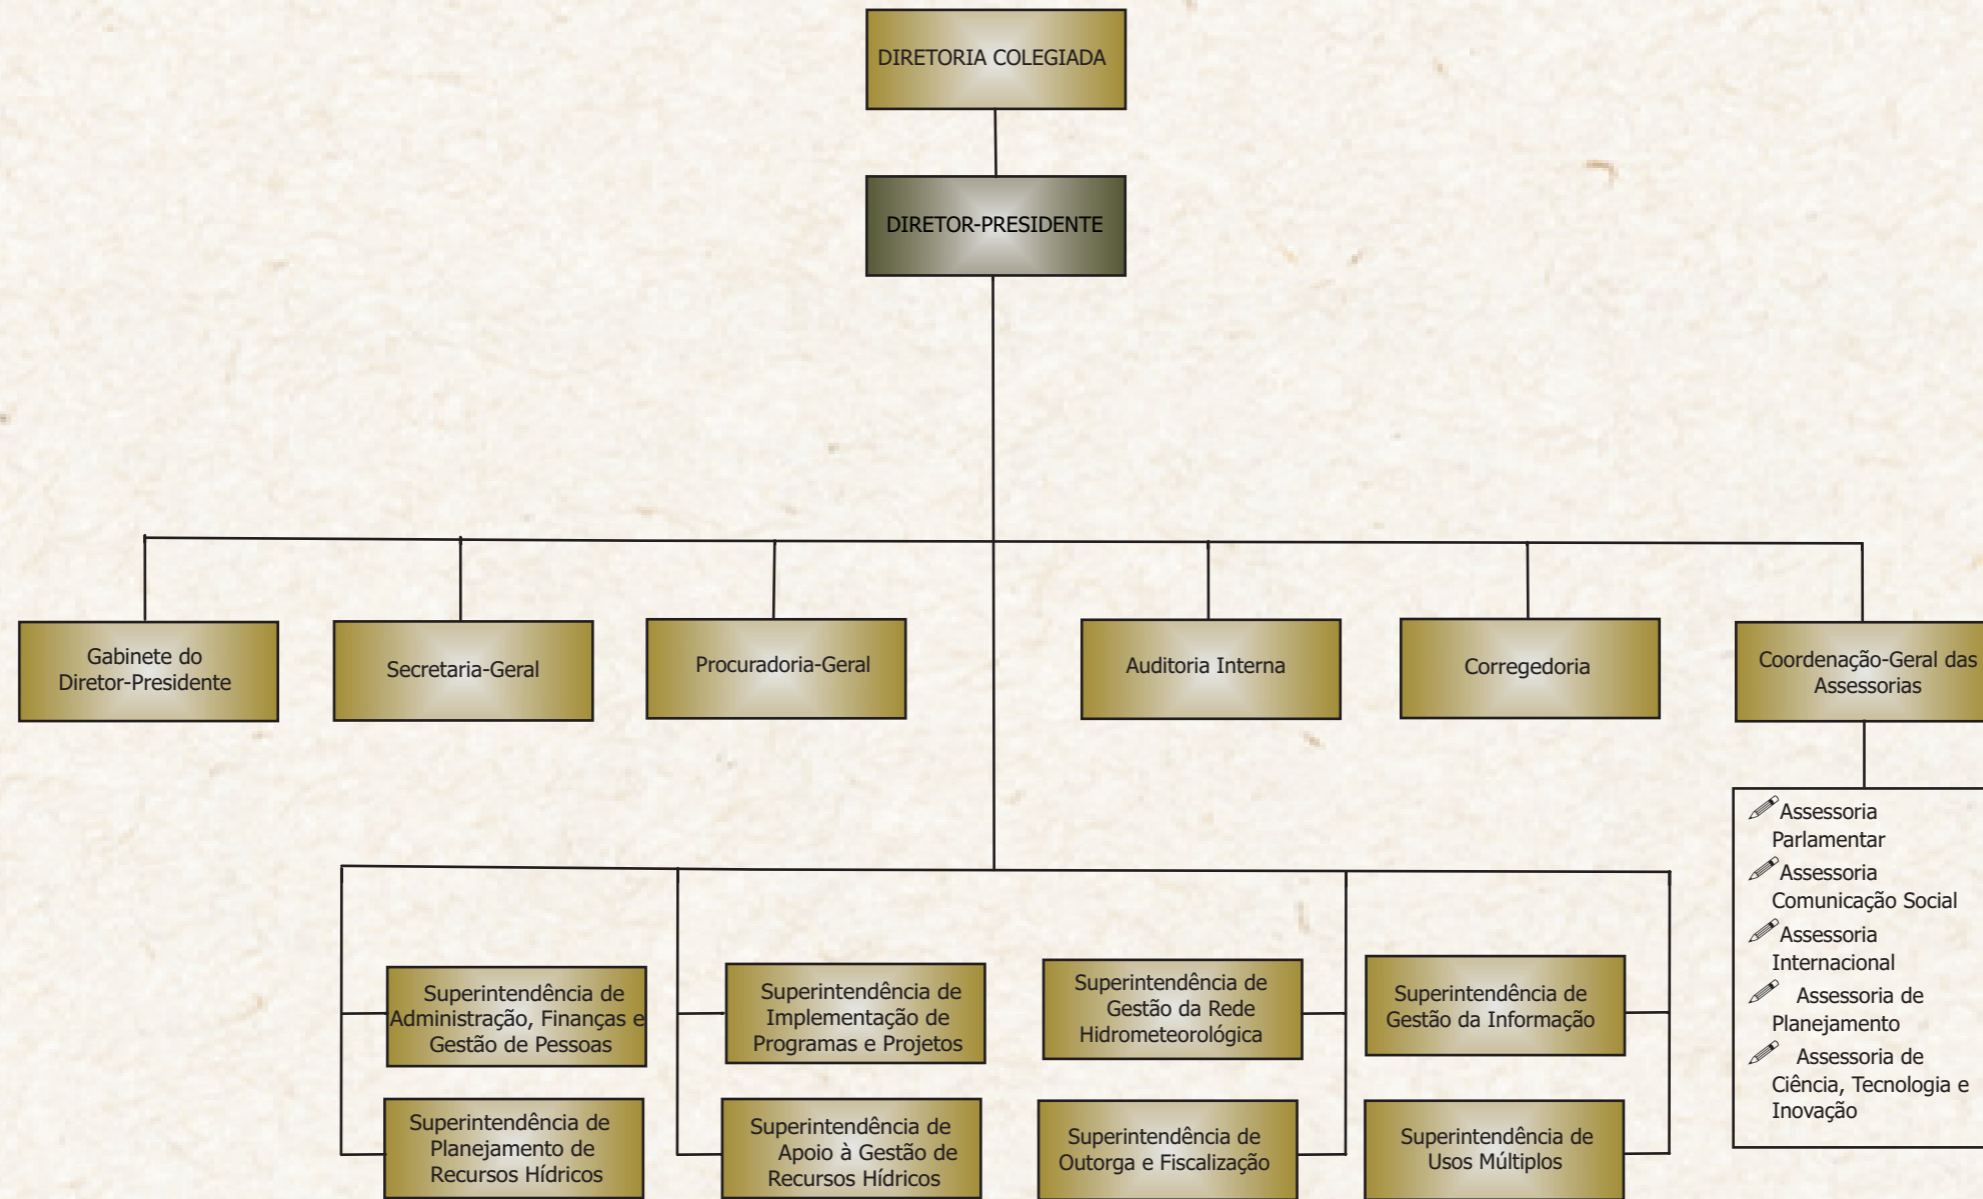 DIRETORIA COLEGIADA
DIRETOR-PRESIDENTE
Gabinete do
Diretor-Presidente
Secretaria-Geral
Procuradoria-Geral
Auditoria Interna
Corregedoria
Coordenação-Geral das
Assessorias
Assessoria
Parlamentar
Assessoria
Comunicação Social
Assessoria
Internacional
Assessoria de
Planejamento
Assessoria de
Ciência, Tecnologia e
Inovação
Superintendência de
Administração, Finanças e
Gestão de Pessoas
Superintendência de
Implementação de
Programas e Projetos
Superintendência de
Gestão da Rede
Hidrometeorológica
Superintendência de
Gestão da Informação
Superintendência de
Planejamento de
Recursos Hídricos
Superintendência de
Apoio à Gestão de
Recursos Hídricos
Superintendência de
Outorga e Fiscalização
Superintendência de
Usos Múltiplos